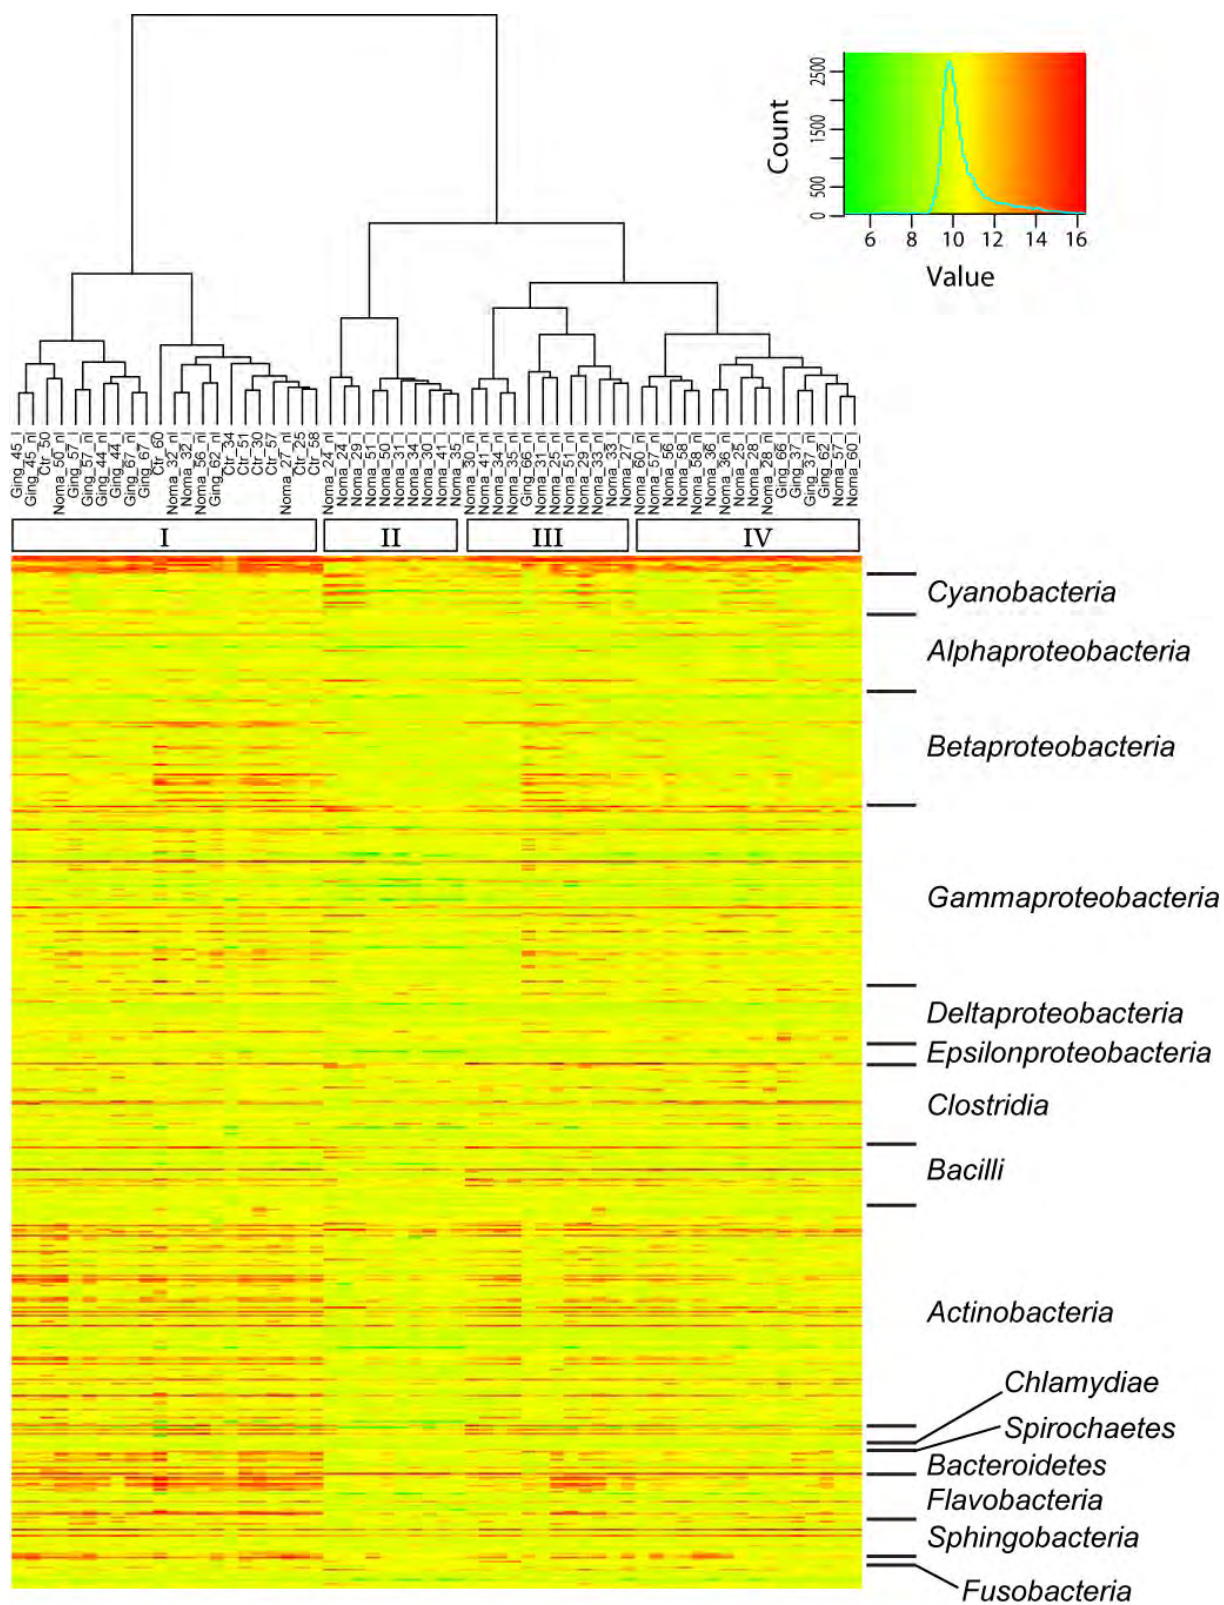 2500
1500
500
0
Count
6
8
10
12
14
16
Value
Ging_45_l
Ging_45_nl
Ctr_50
Noma_50_nl
Ging_57_l
Ging_57_nl
Ging_44_nl
Ging_44_l
Ging_67_nl
Ging_67_l
Ctr_60
Noma_32_nl
Noma_32_l
Noma_56_nl
Ging_62_nl
Ctr_34
Ctr_51
Ctr_30
Ctr_57
Noma_27_nl
Ctr_25
Ctr_58
Noma_24_nl
Noma_24_l
Noma_29_l
Noma_51_l
Noma_50_l
Noma_31_l
Noma_34_l
Noma_30_l
Noma_41_l
Noma_35_l
Noma_30_nl
Noma_41_nl
Noma_34_nl
Noma_35_nl
Ging_66_nl
Noma_31_nl
Noma_25_nl
Noma_51_nl
Noma_29_nl
Noma_33_nl
Noma_33_l
Noma_27_l
Noma_60_nl
Noma_57_nl
Noma_56_l
Noma_58_l
Noma_58_nl
Noma_36_l
Noma_36_nl
Noma_25_l
Noma_28_l
Noma_28_nl
Ging_66_l
Ging_37_l
Ging_37_nl
Ging_62_l
Noma_57_l
Noma_60_l
I
II
III
IV
Cyanobacteria
Alphaproteobacteria
Betaproteobacteria
Gammaproteobacteria
Deltaproteobacteria
Epsilonproteobacteria
Clostridia
Bacilli
Actinobacteria
Chlamydiae
Spirochaetes
Bacteroidetes
Flavobacteria
Sphingobacteria
Fusobacteria